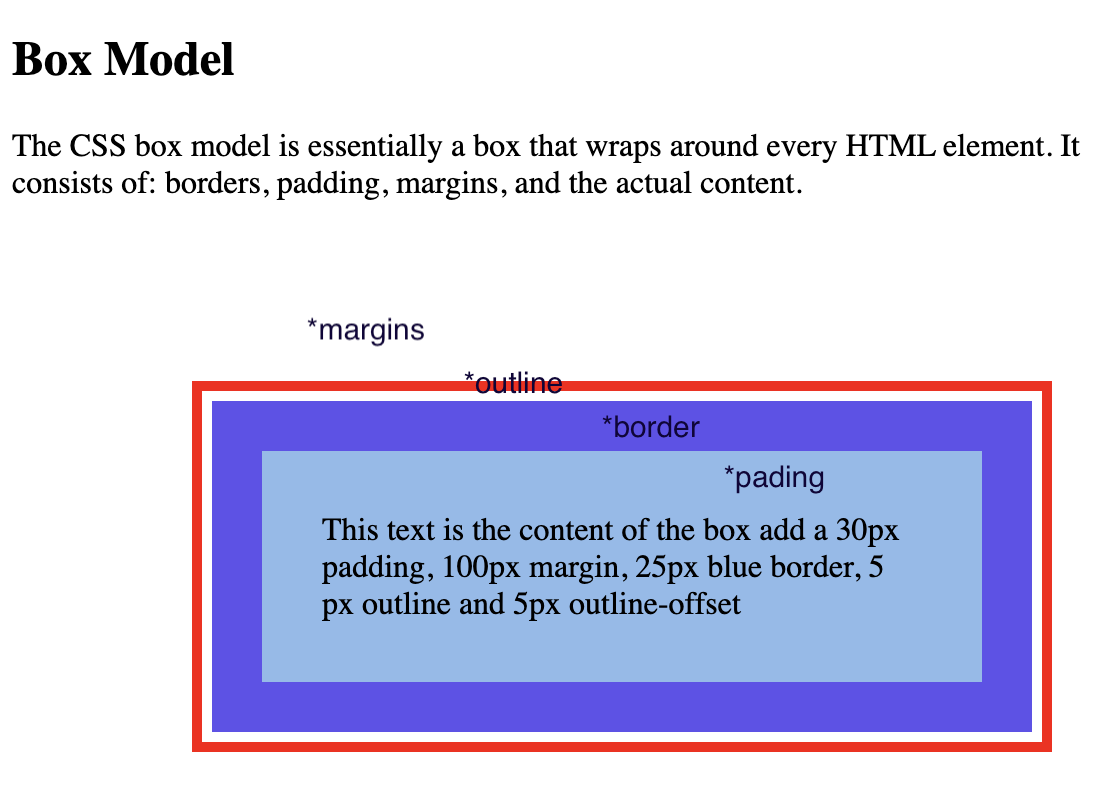 Box Model
The CSS box model is essentially a box that wraps around every HTML element. It
consists of: borders, padding, margins, and the actual content.
*margins
*outline
*border
*pading
This text is the content of the box add a 30px
padding, 100px margin, 25px blue border, 5
px outline and 5px outline-offset